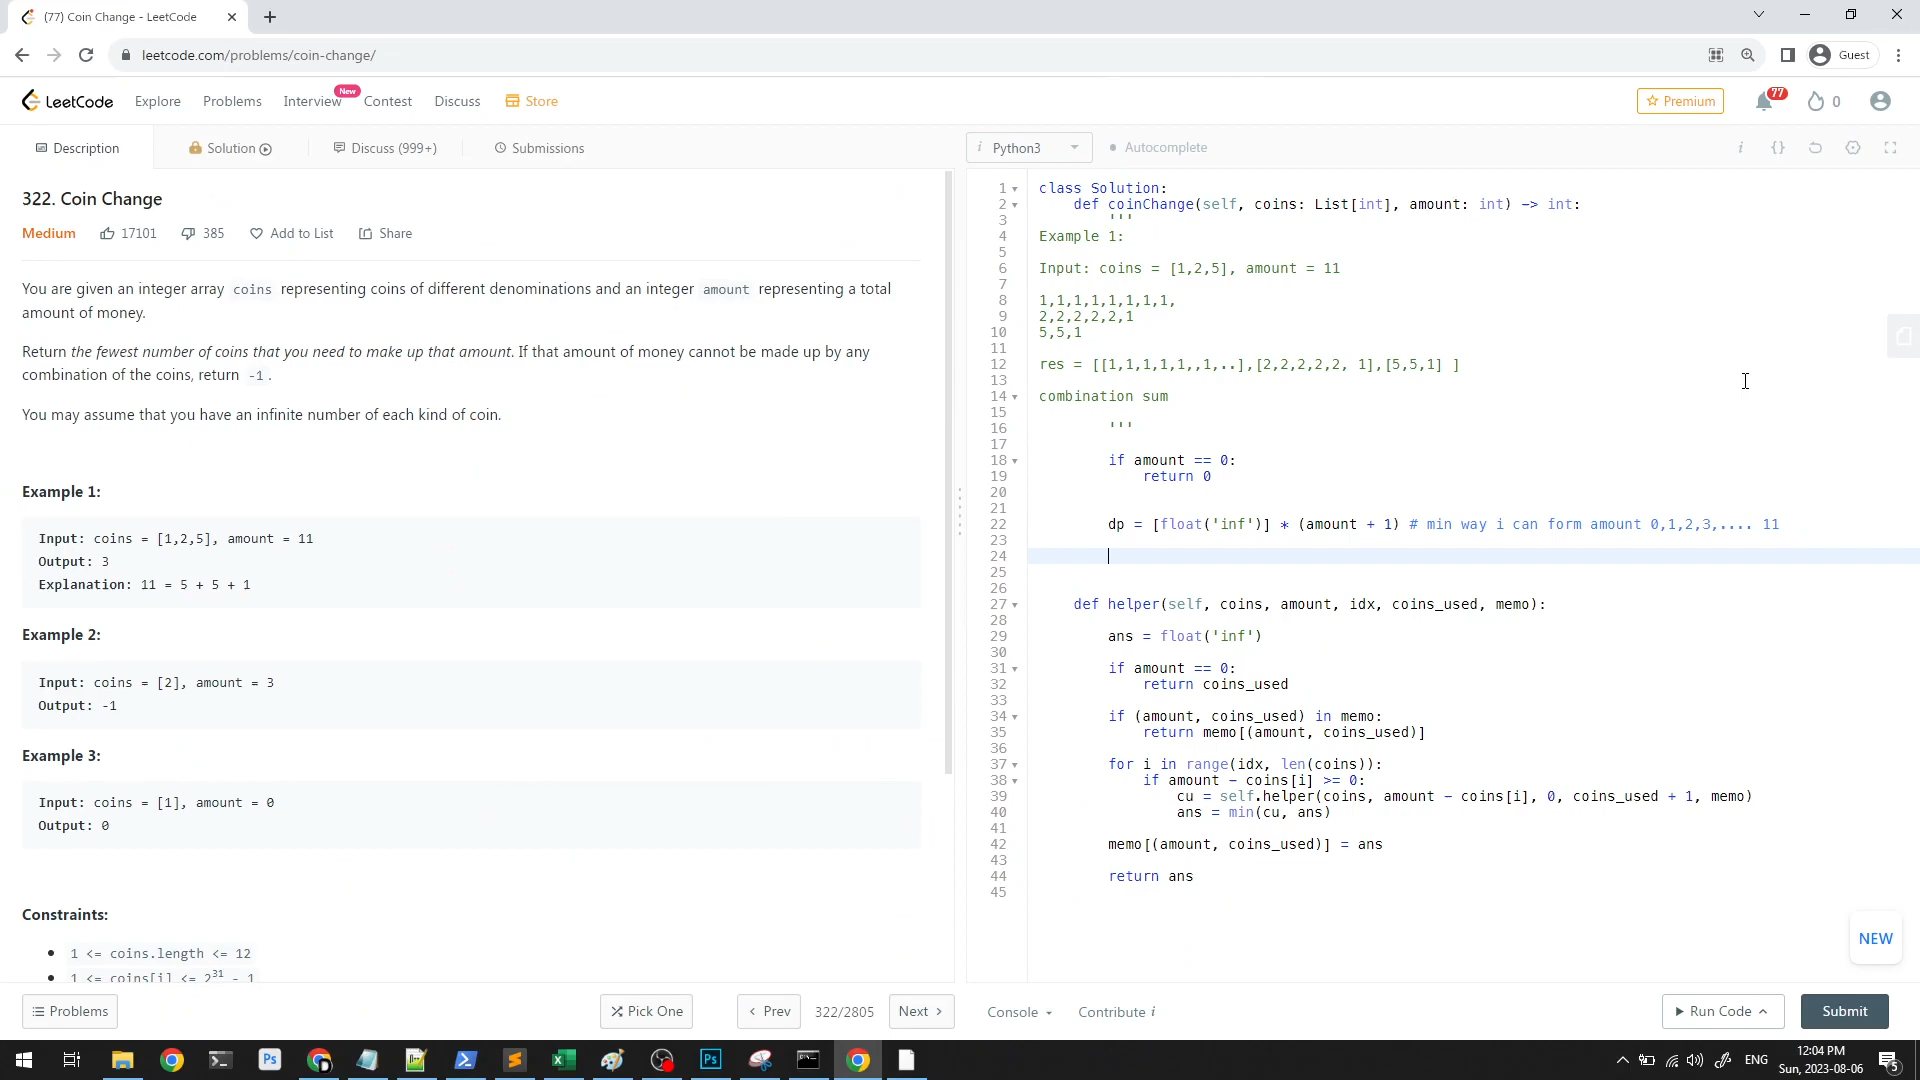 (77) Coin Change - LeetCode
leetcode.com/problems/coin-change/
Guest
LeetCode
Explore
Problems
Interview
New
Contest
Discuss
Store
Premium
77
0
Description
Solution
Discuss (999+)
Submissions
i Python3
Autocomplete
322. Coin Change
Medium
17101
385
Add to List
Share
You are given an integer array coins representing coins of different denominations and an integer amount representing a total
amount of money.
Return the fewest number of coins that you need to make up that amount. If that amount of money cannot be made up by any
combination of the coins, return -1.
You may assume that you have an infinite number of each kind of coin.
Example 1:
Input: coins = [1,2,5], amount = 11
Output: 3
Explanation: 11 = 5 + 5 + 1
Example 2:
Input: coins = [2], amount = 3
Output: -1
Example 3:
Input: coins = [1], amount = 0
Output: 0
Constraints:
1 <= coins.length <= 12
1 <= coins[i] <= 2^31 - 1
1 class Solution:
2 def coinChange(self, coins: List[int], amount: int) -> int:
3 '''
4 Example 1:
5
6 Input: coins = [1,2,5], amount = 11
7
8 1,1,1,1,1,1,1,1,
9 2,2,2,2,2,1
10 5,5,1
11
12 res = [[1,1,1,1,1,,1,..],[2,2,2,2,2, 1],[5,5,1] ]
13
14 combination sum
15
16 '''
17
18 if amount == 0:
19 return 0
20
21
22 dp = [float('inf')] * (amount + 1) # min way i can form amount 0,1,2,3,.... 11
23
24
25
26
27 def helper(self, coins, amount, idx, coins_used, memo):
28
29 ans = float('inf')
30
31 if amount == 0:
32 return coins_used
33
34 if (amount, coins_used) in memo:
35 return memo[(amount, coins_used)]
36
37 for i in range(idx, len(coins)):
38 if amount - coins[i] >= 0:
39 cu = self.helper(coins, amount - coins[i], 0, coins_used + 1, memo)
40 ans = min(cu, ans)
41
42 memo[(amount, coins_used)] = ans
43
44 return ans
45
NEW
Problems
Pick One
Prev
322/2805
Next
Console
Contribute i
Run Code
Submit
Ps
Ps
ENG
12:04 PM
Sun, 2023-08-06
5